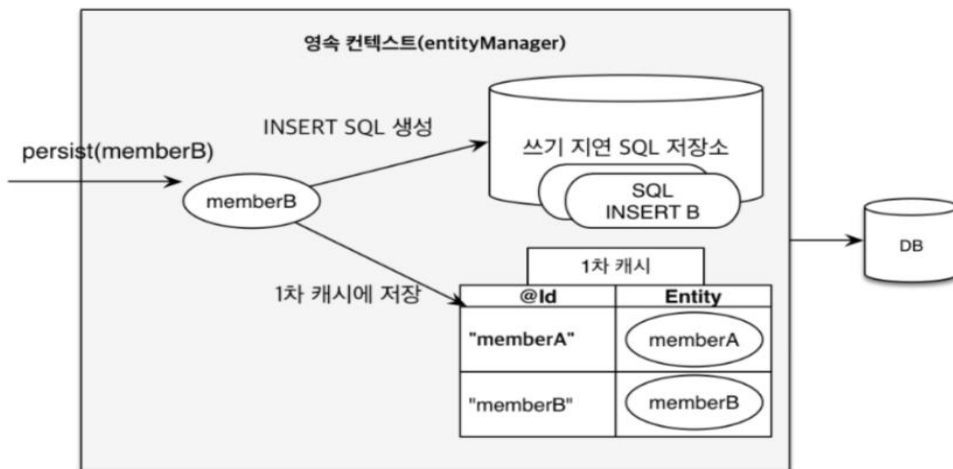 영속 컨텍스트(entityManager)
INSERT SQL 생성
쓰기 지연 SQL 저장소
persist(memberB)
memberB
SQL
INSERT B
DB
1차 캐시
1차 캐시에 저장
@Id Entity
"memberA" memberA
"memberB" memberB